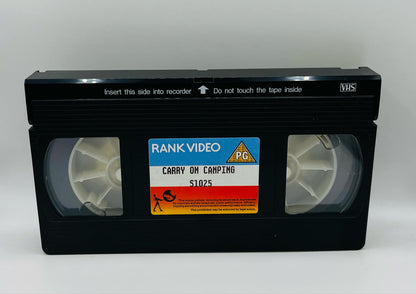 Insert this side into recorder ⇧ Do not touch the tape inside VHS
RANK VIDEO
PG
CARRY ON CAMPING
S1025